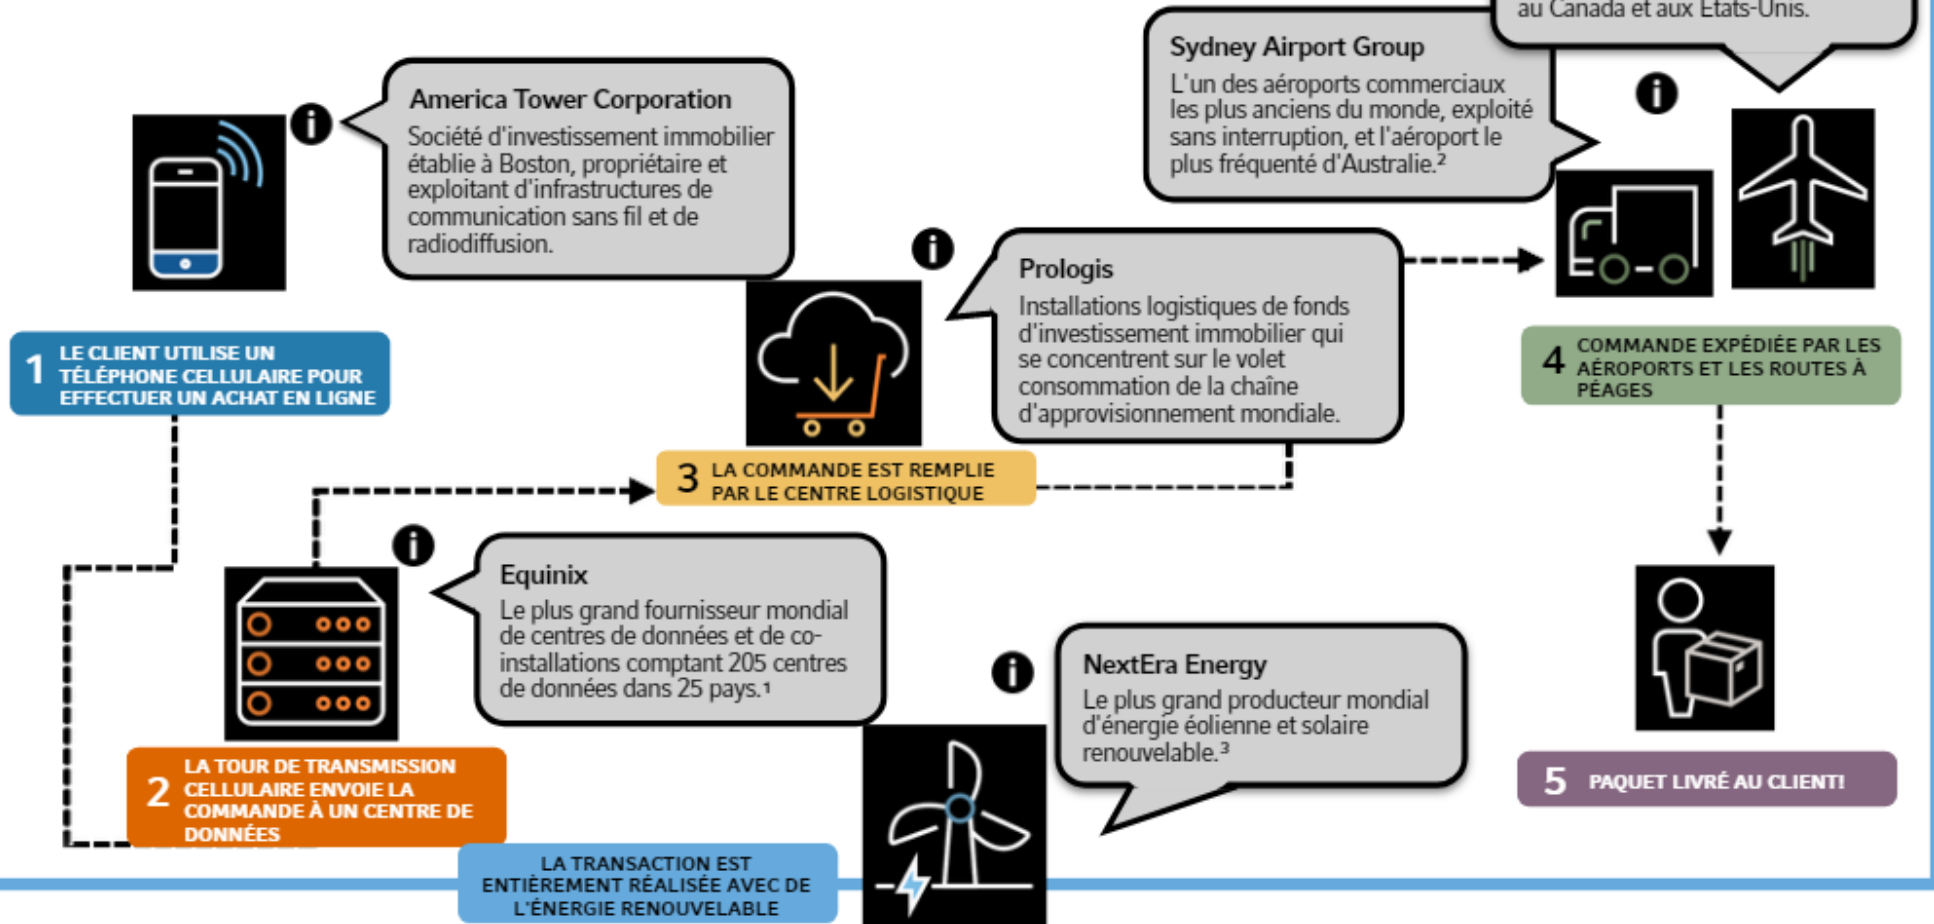 au Canada et aux États-Unis.
Sydney Airport Group
L'un des aéroports commerciaux
les plus anciens du monde, exploité
sans interruption, et l'aéroport le
plus fréquenté d'Australie.²
America Tower Corporation
Société d'investissement immobilier
établie à Boston, propriétaire et
exploitant d'infrastructures de
communication sans fil et de
radiodiffusion.
Prologis
Installations logistiques de fonds
d'investissement immobilier qui
se concentrent sur le volet
consommation de la chaîne
d'approvisionnement mondiale.
1 LE CLIENT UTILISE UN
TÉLÉPHONE CELLULAIRE POUR
EFFECTUER UN ACHAT EN LIGNE
4 COMMANDE EXPÉDIÉE PAR LES
AÉROPORTS ET LES ROUTES À
PÉAGES
3 LA COMMANDE EST REMPLIE
PAR LE CENTRE LOGISTIQUE
Equinix
Le plus grand fournisseur mondial
de centres de données et de co-
installations comptant 205 centres
de données dans 25 pays.¹
NextEra Energy
Le plus grand producteur mondial
d'énergie éolienne et solaire
renouvelable.³
2 LA TOUR DE TRANSMISSION
CELLULAIRE ENVOIE LA
COMMANDE À UN CENTRE DE
DONNÉES
5 PAQUET LIVRÉ AU CLIENT!
LA TRANSACTION EST
ENTIÈREMENT RÉALISÉE AVEC DE
L'ÉNERGIE RENOUVELABLE